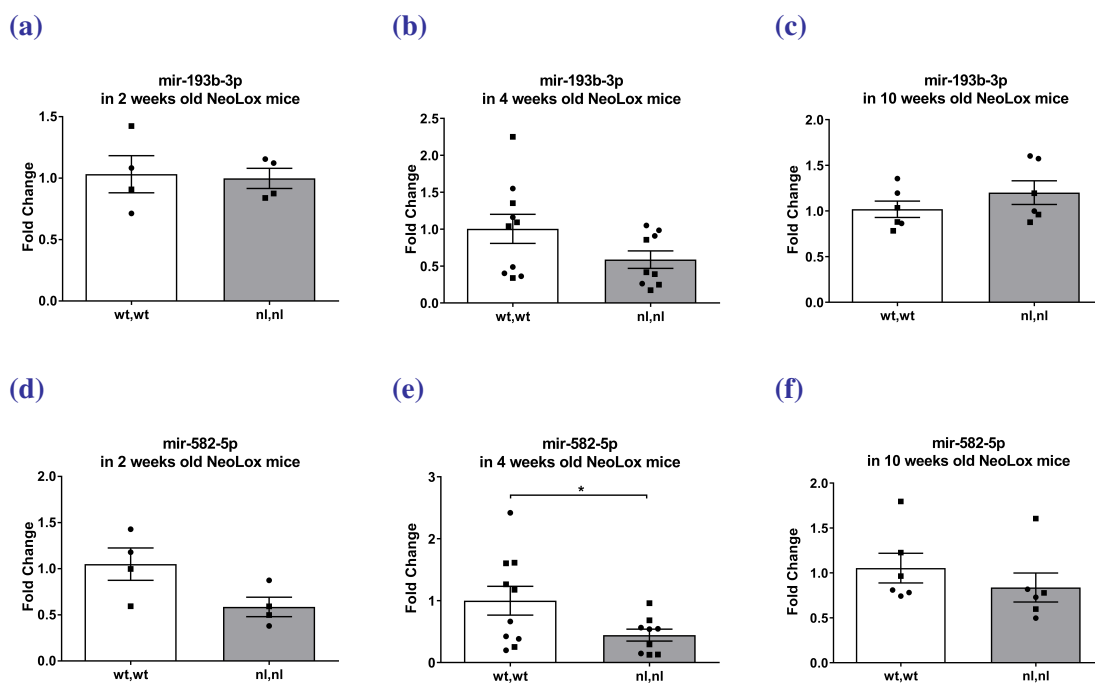 (a)
mir-193b-3p
in 2 weeks old NeoLox mice
Fold Change
1.5
1.0
0.5
0.0
wt,wt
nl,nl
(b)
mir-193b-3p
in 4 weeks old NeoLox mice
Fold Change
2.5
2.0
1.5
1.0
0.5
0.0
wt,wt
nl,nl
(c)
mir-193b-3p
in 10 weeks old NeoLox mice
Fold Change
2.0
1.5
1.0
0.5
0.0
wt,wt
nl,nl
(d)
mir-582-5p
in 2 weeks old NeoLox mice
Fold Change
2.0
1.5
1.0
0.5
0.0
wt,wt
nl,nl
(e)
mir-582-5p
in 4 weeks old NeoLox mice
Fold Change
3
2
1
0
*
wt,wt
nl,nl
(f)
mir-582-5p
in 10 weeks old NeoLox mice
Fold Change
2.0
1.5
1.0
0.5
0.0
wt,wt
nl,nl